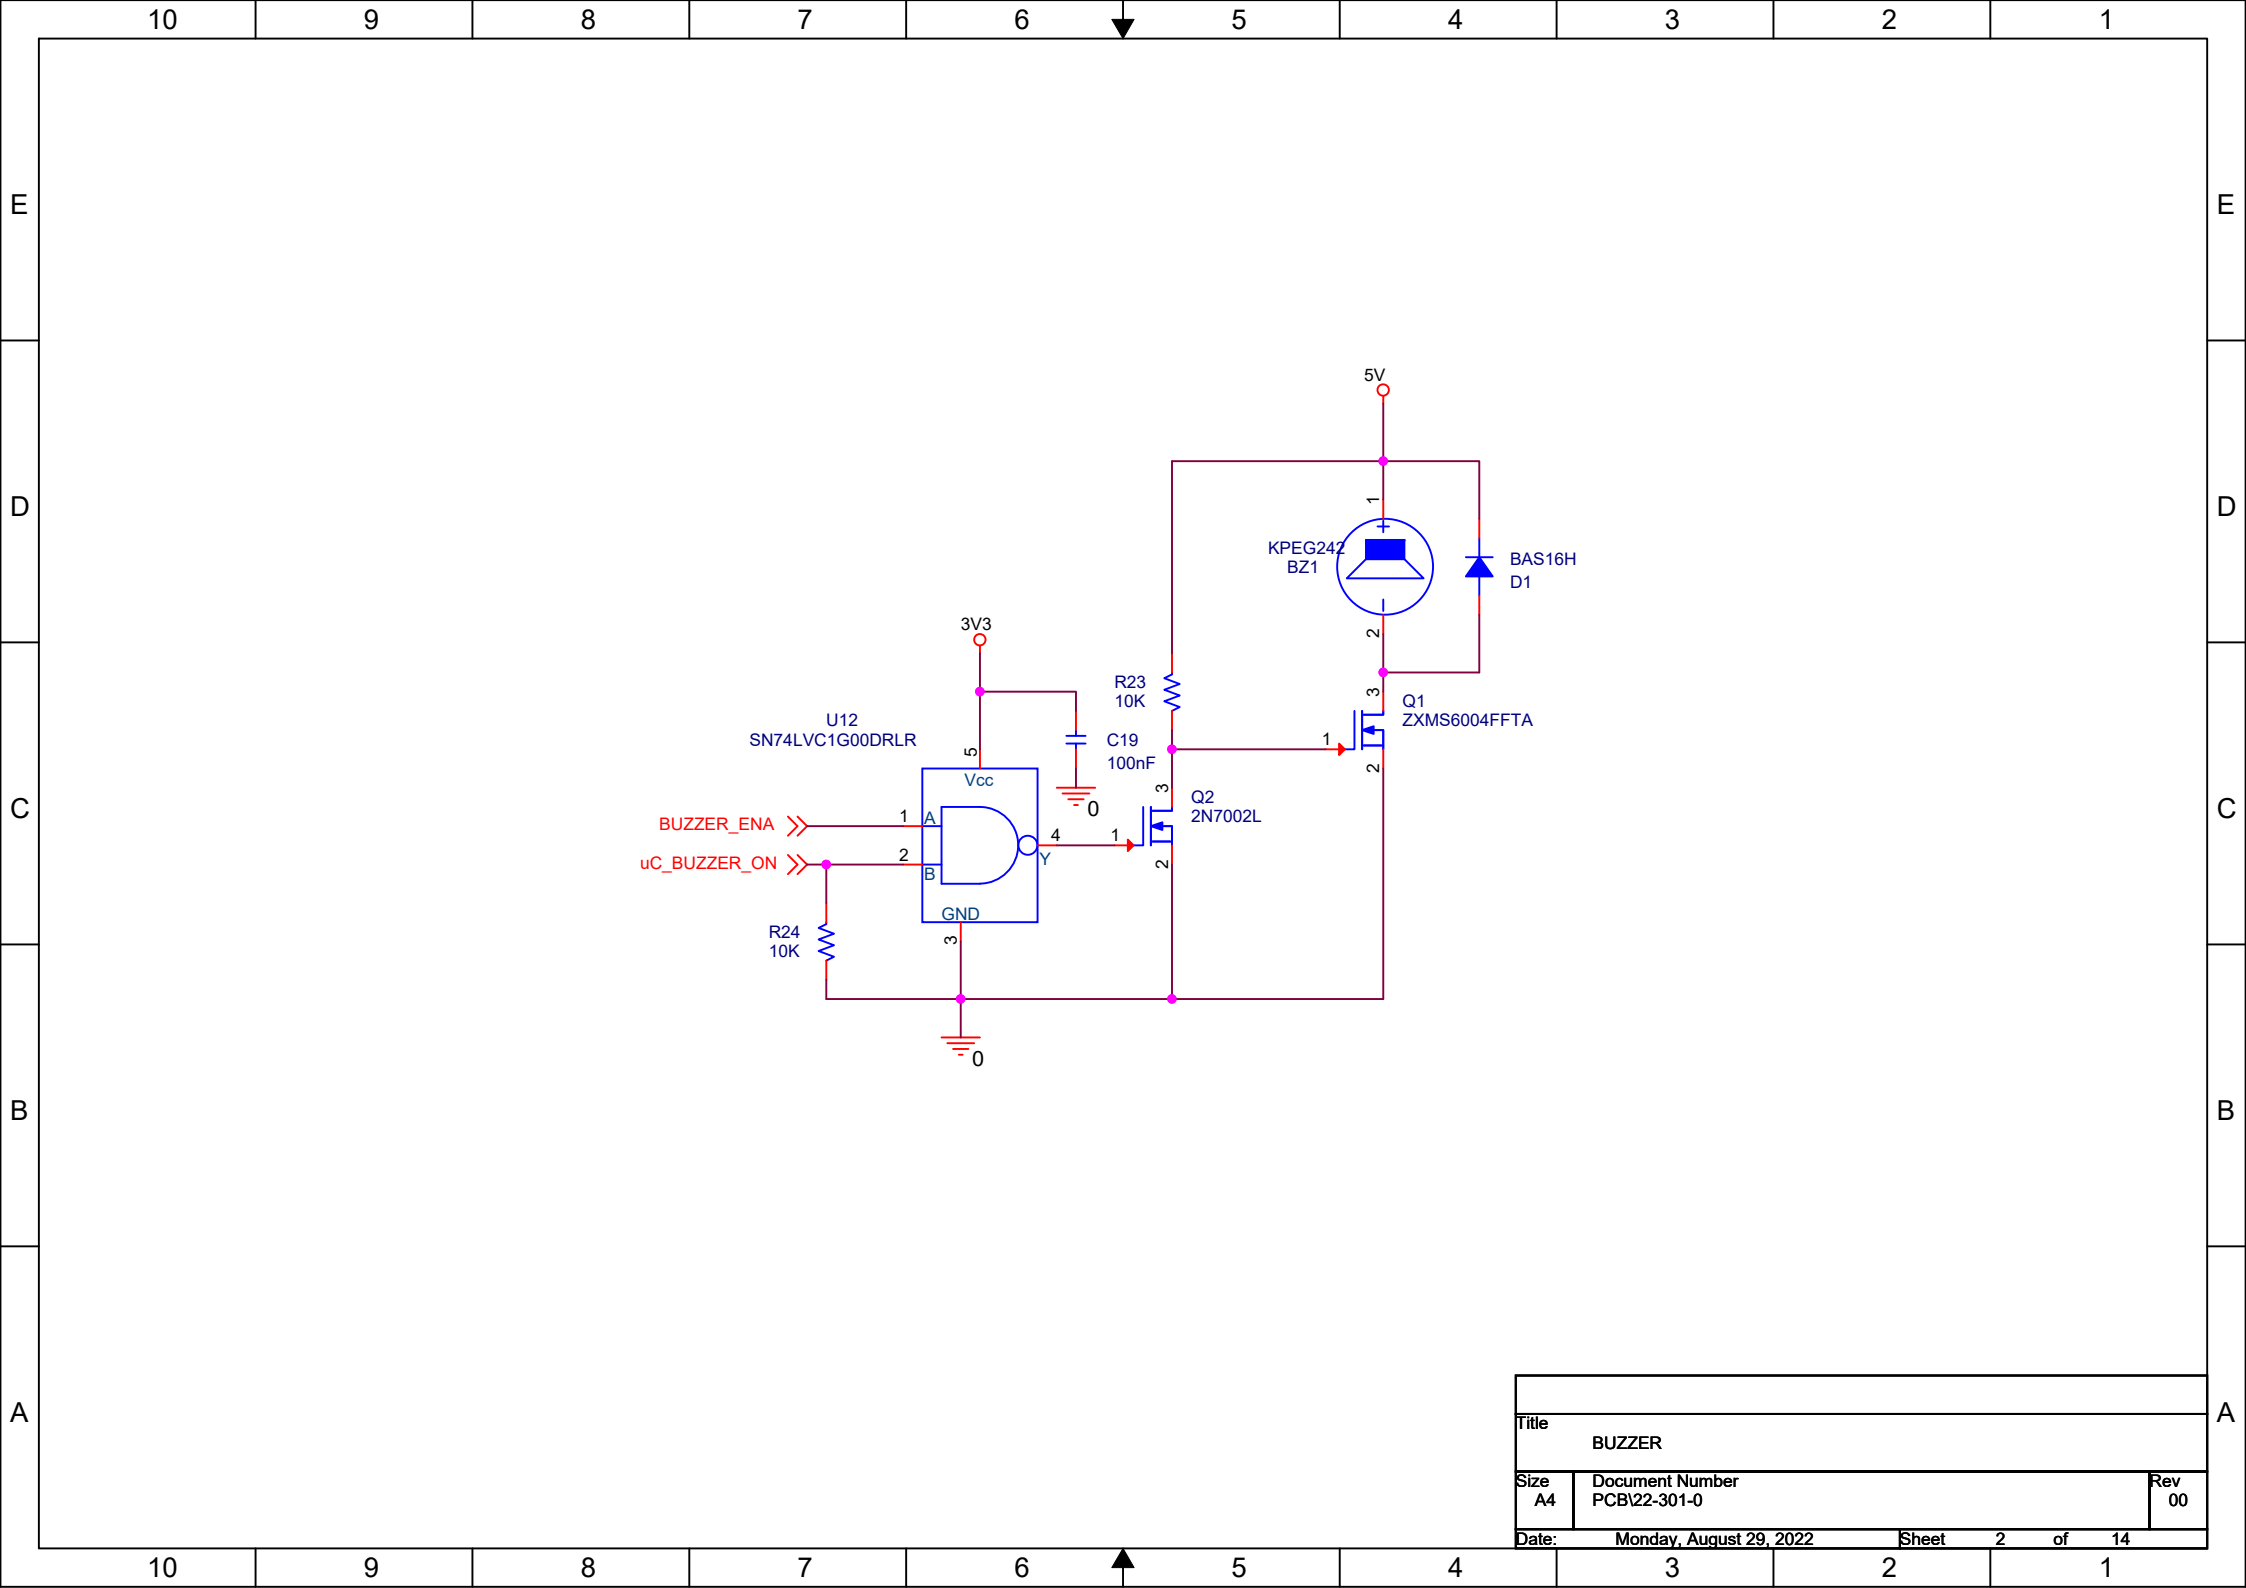 10 9 8 7 6 5 4 3 2 1
E E
5V
D D
1
+
KPEG242
BZ1
BAS16H
D1
3V3
2
R23
10K
3
Q1
ZXMS6004FFTA
U12
SN74LVC1G00DRLR
C19
100nF
5
1
2
Vcc
3
Q2
2N7002L
C C
0
BUZZER_ENA
1
A
4
1
uC_BUZZER_ON
2
B
Y
2
GND
R24
10K
3
0
B B
A A
Title
BUZZER
Size
A4
Document Number
PCB\22-301-0
Rev
00
Date: Monday, August 29, 2022 Sheet 2 of 14
10 9 8 7 6 5 4 3 2 1